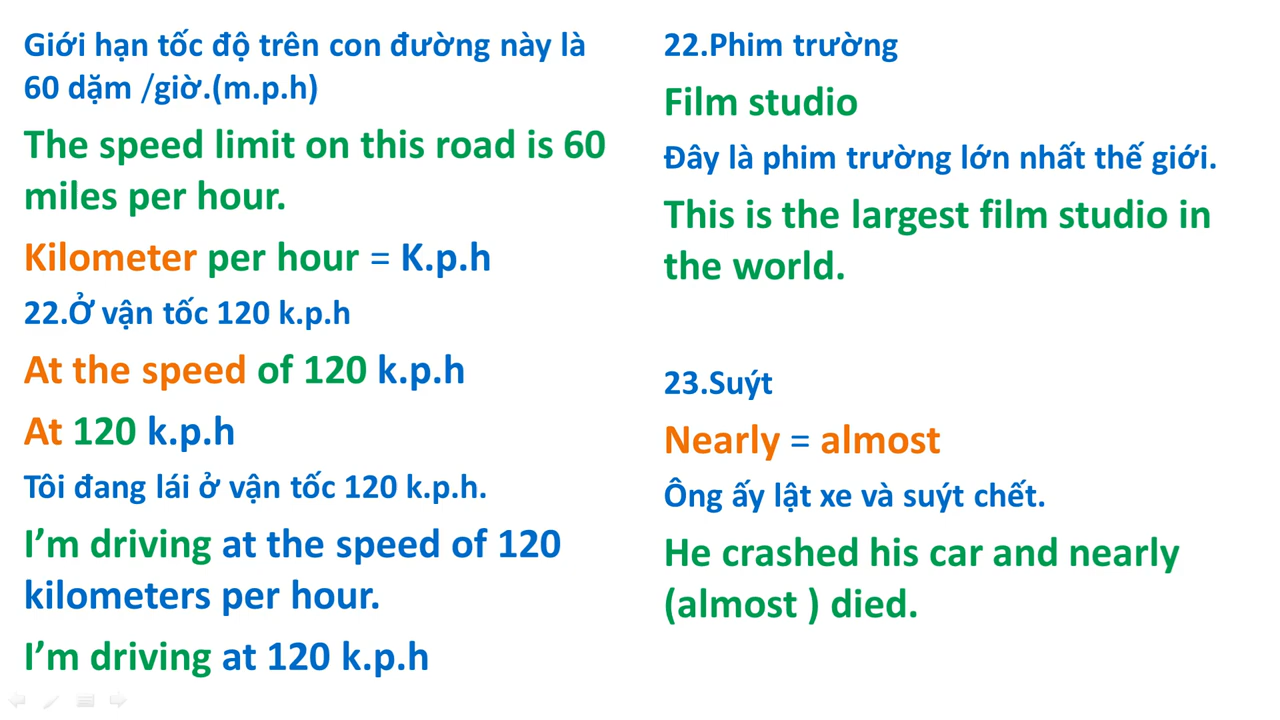 Giới hạn tốc độ trên con đường này là
60 dặm /giờ.(m.p.h)
The speed limit on this road is 60
miles per hour.
Kilometer per hour = K.p.h
22.Ở vận tốc 120 k.p.h
At the speed of 120 k.p.h
At 120 k.p.h
Tôi đang lái ở vận tốc 120 k.p.h.
I’m driving at the speed of 120
kilometers per hour.
I’m driving at 120 k.p.h
22.Phim trường
Film studio
Đây là phim trường lớn nhất thế giới.
This is the largest film studio in
the world.
23.Suýt
Nearly = almost
Ông ấy lật xe và suýt chết.
He crashed his car and nearly
(almost ) died.